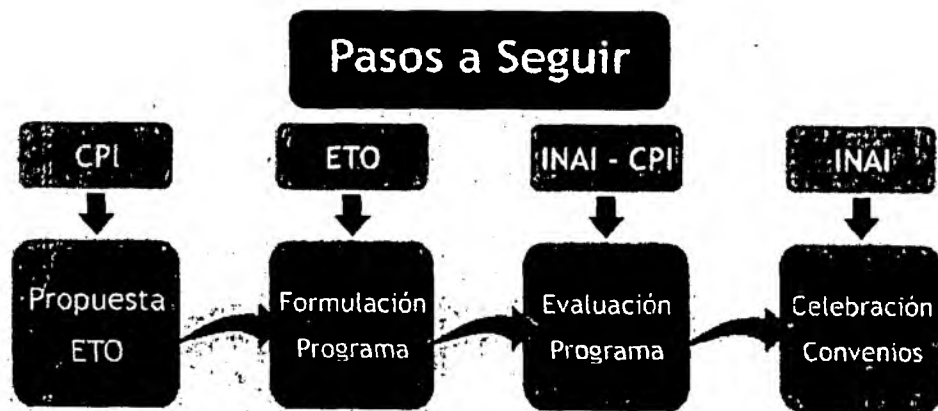 Pasos a Seguir
CPI
ETO
INAI - CPI
INAI
Propuesta
ETO
Formulación
Programa
Evaluación
Programa
Celebración
Convenios